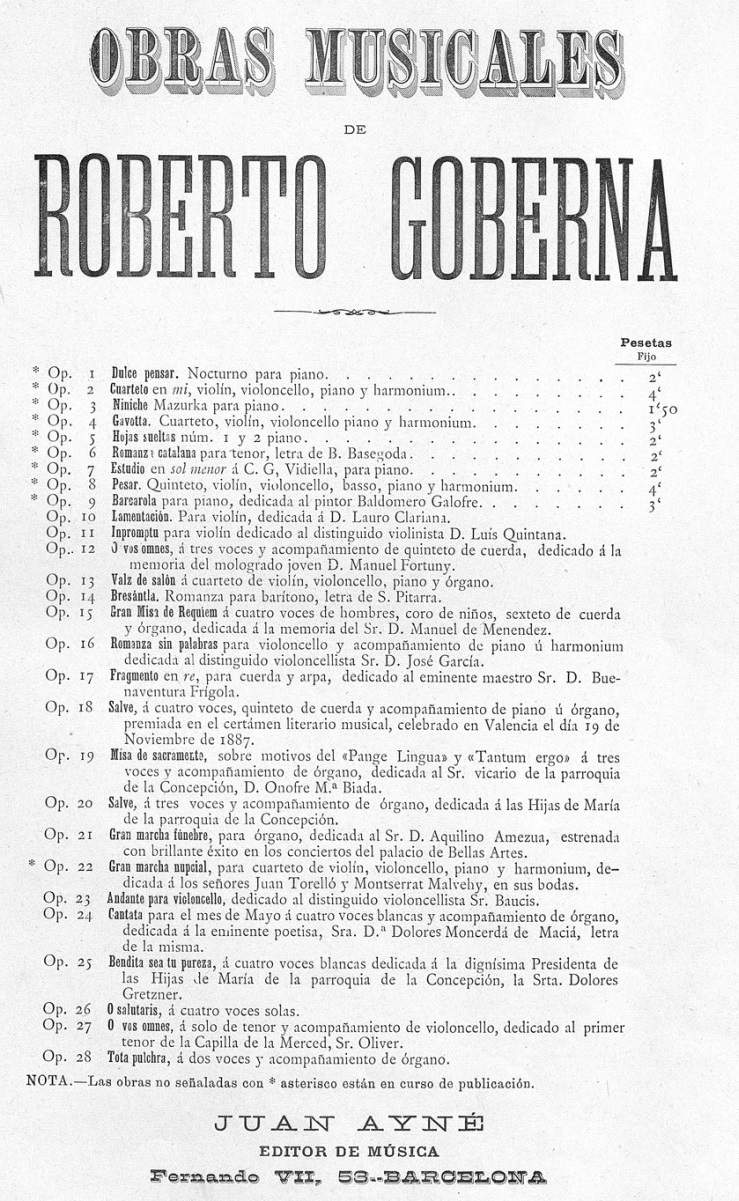 OBRAS MUSICALES
DE
ROBERTO GOBERNA
Pesetas
Fijo
* Op. 1 Dulce pensar. Nocturno para piano. . . . . . . . . . . . . . 2‘
* Op. 2 Cuarteto en mi, violín, violoncello, piano y harmonium.. . . . . . . . 4‘
* Op. 3 Niniche Mazurka para piano. . . . . . . . . . . . . . . . 1‘50
* Op. 4 Gavotta. Cuarteto, violín, violoncello piano y harmonium. . . . . . . 3‘
* Op. 5 Hojas sueltas núm. 1 y 2 piano. . . . . . . . . . . . . . . 2‘
* Op. 6 Romanza catalana para tenor, letra de B. Basegoda. . . . . . . . . . 2‘
* Op. 7 Estudio en sol menor á C. G, Vidiella, para piano. . . . . . . . . . 2‘
* Op. 8 Pesar. Quinteto, violín, violoncello, basso, piano y harmonium. . . . . . 4‘
* Op. 9 Barcarola para piano, dedicada al pintor Baldomero Galofre. . . . . . . 3‘
Op. 10 Lamentación. Para violín, dedicada á D. Lauro Clariana.
Op. 11 Inpromptu para violín dedicado al distinguido violinista D. Luís Quintana.
Op.. 12 O vos omnes, á tres voces y acompañamiento de quinteto de cuerda, dedicado á la
memoria del mologrado joven D. Manuel Fortuny.
Op. 13 Valz de salón á cuarteto de violín, violoncello, piano y órgano.
Op. 14 Bresántla. Romanza para barítono, letra de S. Pitarra.
Op. 15 Gran Misa de Requiem á cuatro voces de hombres, coro de niños, sexteto de cuerda
y órgano, dedicada á la memoria del Sr. D. Manuel de Menendez.
Op. 16 Romanza sin palabras para violoncello y acompañamiento de piano ú harmonium
dedicada al distinguido violoncellista Sr. D. José García.
Op. 17 Fragmento en re, para cuerda y arpa, dedicado al eminente maestro Sr. D. Bue-
naventura Frígola.
Op. 18 Salve, á cuatro voces, quinteto de cuerda y acompañamiento de piano ú órgano,
premiada en el certámen literario musical, celebrado en Valencia el día 19 de
Noviembre de 1887.
Op. 19 Misa de sacramento, sobre motivos del «Pange Lingua» y «Tantum ergo» á tres
voces y acompañamiento de órgano, dedicada al Sr. vicario de la parroquia
de la Concepción, D. Onofre M.ª Biada.
Op. 20 Salve, á tres voces y acompañamiento de órgano, dedicada á las Hijas de María
de la parroquia de la Concepción.
Op. 21 Gran marcha fúnebre, para órgano, dedicada al Sr. D. Aquilino Amezua, estrenada
con brillante éxito en los conciertos del palacio de Bellas Artes.
* Op. 22 Gran marcha nupcial, para cuarteto de violín, violoncello, piano y harmonium, de-
dicada á los señores Juan Torelló y Montserrat Malvehy, en sus bodas.
Op. 23 Andante para violoncello, dedicado al distinguido violoncellista Sr. Baucis.
Op. 24 Cantata para el mes de Mayo á cuatro voces blancas y acompañamiento de órgano,
dedicada á la eminente poetisa, Sra. D.ª Dolores Moncerdá de Maciá, letra
de la misma.
Op. 25 Bendita sea tu pureza, á cuatro voces blancas dedicada á la dignísima Presidenta de
las Hijas de María de la parroquia de la Concepción, la Srta. Dolores
Gretzner.
Op. 26 O salutaris, á cuatro voces solas.
Op. 27 O vos omnes, á solo de tenor y acompañamiento de violoncello, dedicado al primer
tenor de la Capilla de la Merced, Sr. Oliver.
Op. 28 Tota pulchra, á dos voces y acompañamiento de órgano.
NOTA.—Las obras no señaladas con * asterisco están en curso de publicación.
JUAN AYNÉ
EDITOR DE MÚSICA
Fernando VII, 53--BARCELONA